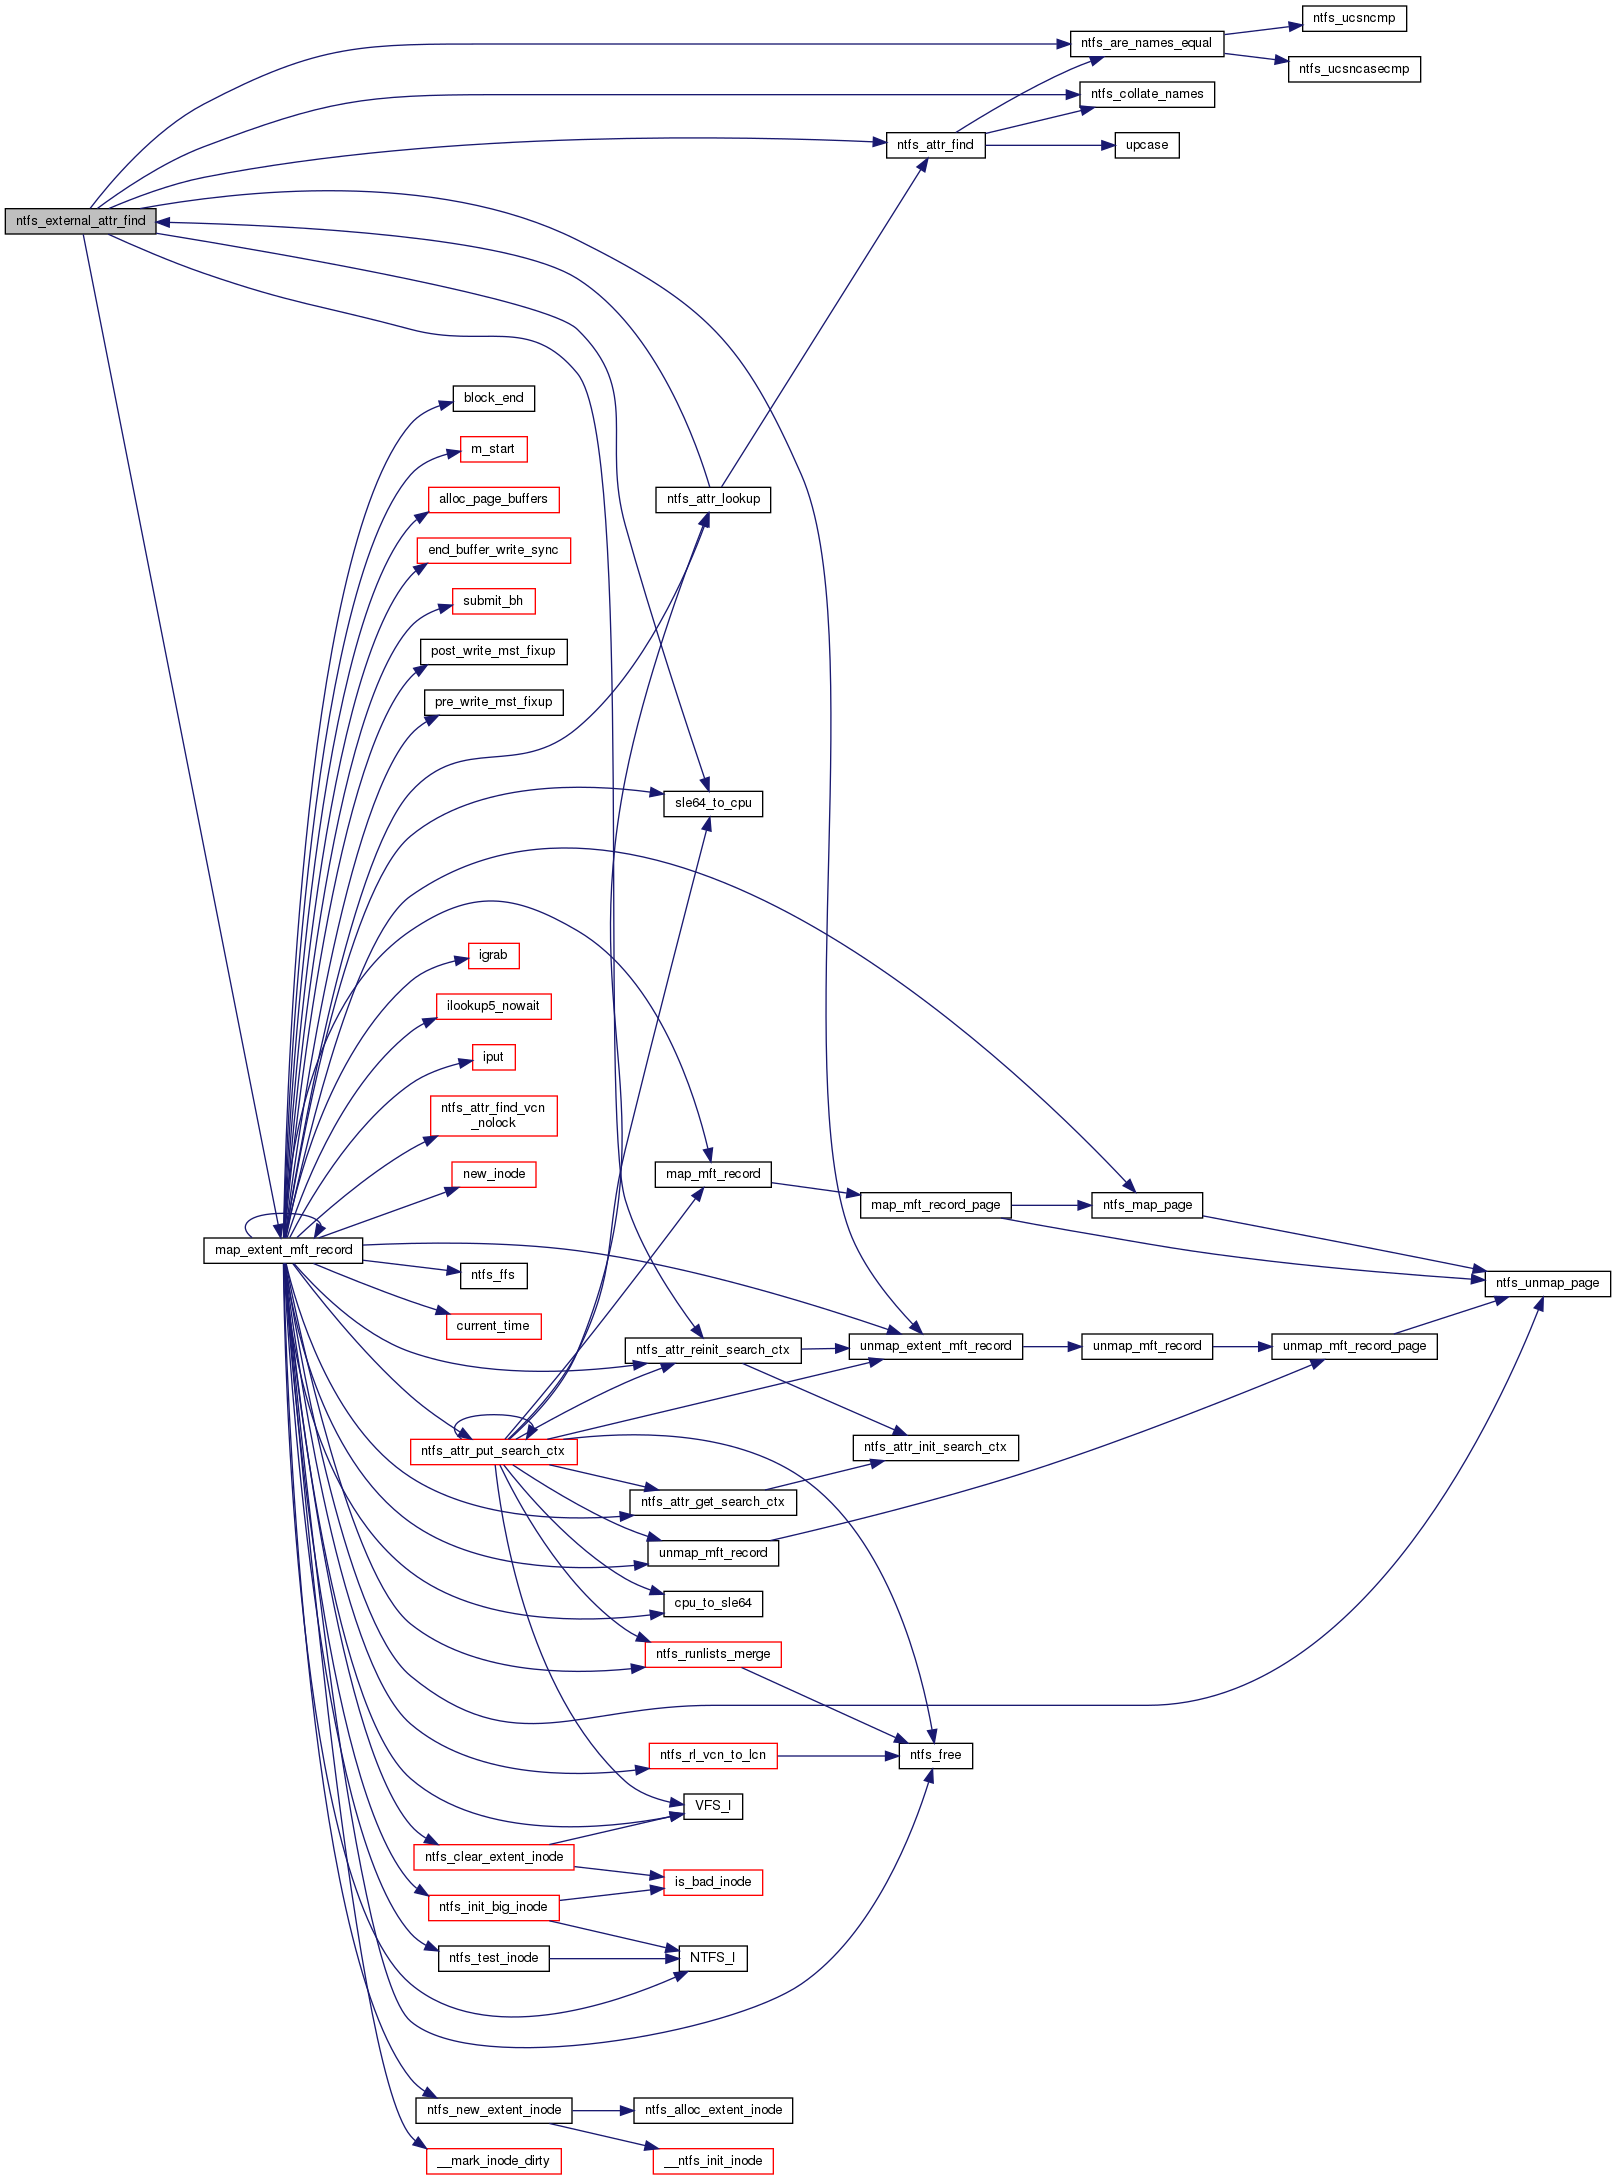 ntfs_ucsncmp
ntfs_are_names_equal
ntfs_ucsncasecmp
ntfs_collate_names
ntfs_attr_find
upcase
ntfs_external_attr_find
block_end
m_start
alloc_page_buffers
ntfs_attr_lookup
end_buffer_write_sync
submit_bh
post_write_mst_fixup
pre_write_mst_fixup
sle64_to_cpu
igrab
ilookup5_nowait
iput
ntfs_attr_find_vcn
_nolock
new_inode
map_mft_record
map_mft_record_page
ntfs_map_page
map_extent_mft_record
ntfs_ffs
ntfs_unmap_page
current_time
ntfs_attr_reinit_search_ctx
unmap_extent_mft_record
unmap_mft_record
unmap_mft_record_page
ntfs_attr_put_search_ctx
ntfs_attr_init_search_ctx
ntfs_attr_get_search_ctx
unmap_mft_record
cpu_to_sle64
ntfs_runlists_merge
ntfs_rl_vcn_to_lcn
ntfs_free
VFS_I
ntfs_clear_extent_inode
is_bad_inode
ntfs_init_big_inode
ntfs_test_inode
NTFS_I
ntfs_new_extent_inode
ntfs_alloc_extent_inode
__mark_inode_dirty
__ntfs_init_inode